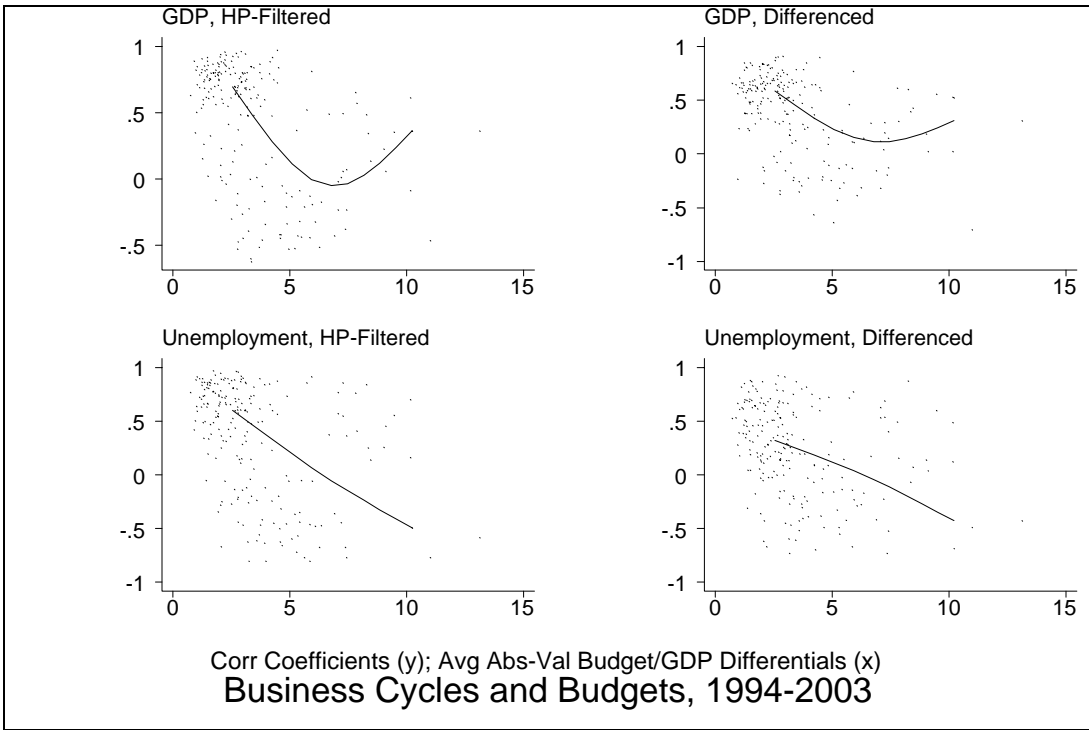 GDP, HP-Filtered
1
.5
0
-.5
0 5 10 15
GDP, Differenced
1
.5
0
-.5
-1
0 5 10 15
Unemployment, HP-Filtered
1
.5
0
-.5
-1
0 5 10 15
Unemployment, Differenced
1
.5
0
-.5
-1
0 5 10 15
Corr Coefficients (y); Avg Abs-Val Budget/GDP Differentials (x)
Business Cycles and Budgets, 1994-2003